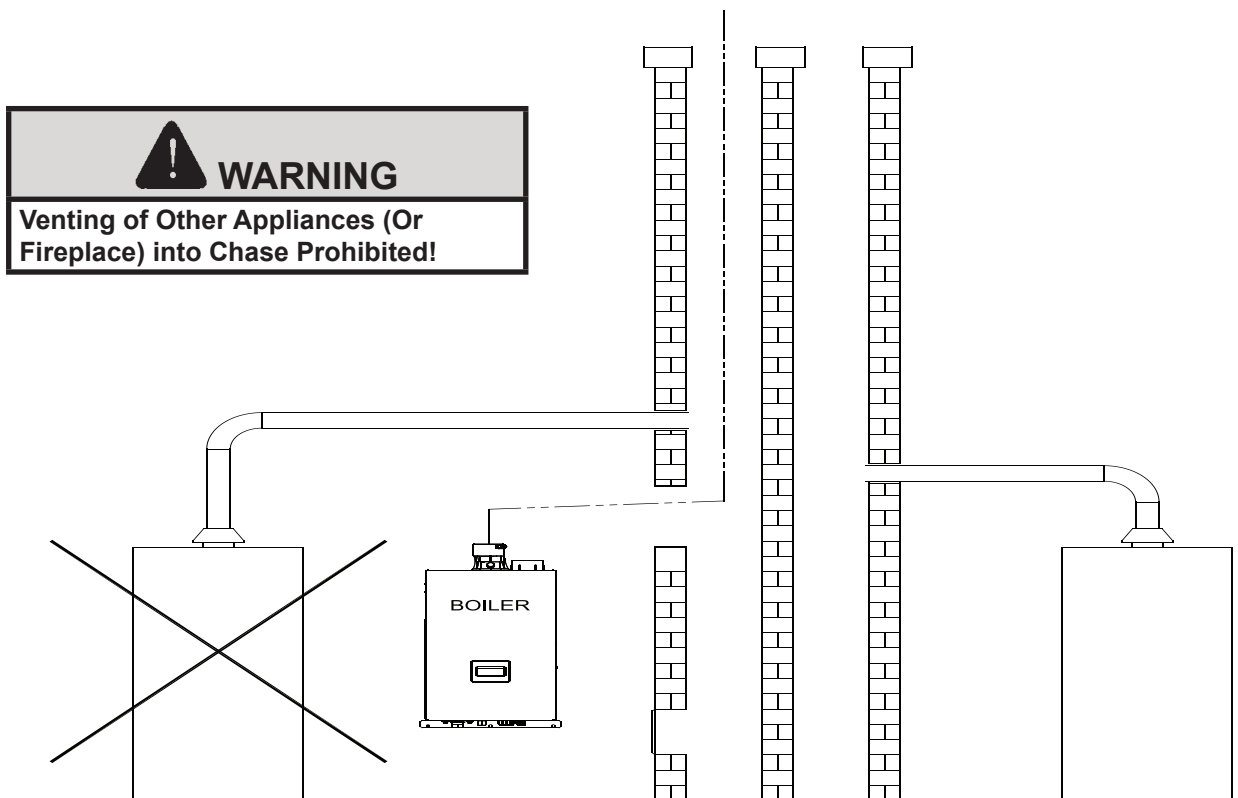 WARNING
Venting of Other Appliances (Or
Fireplace) into Chase Prohibited!
BOILER